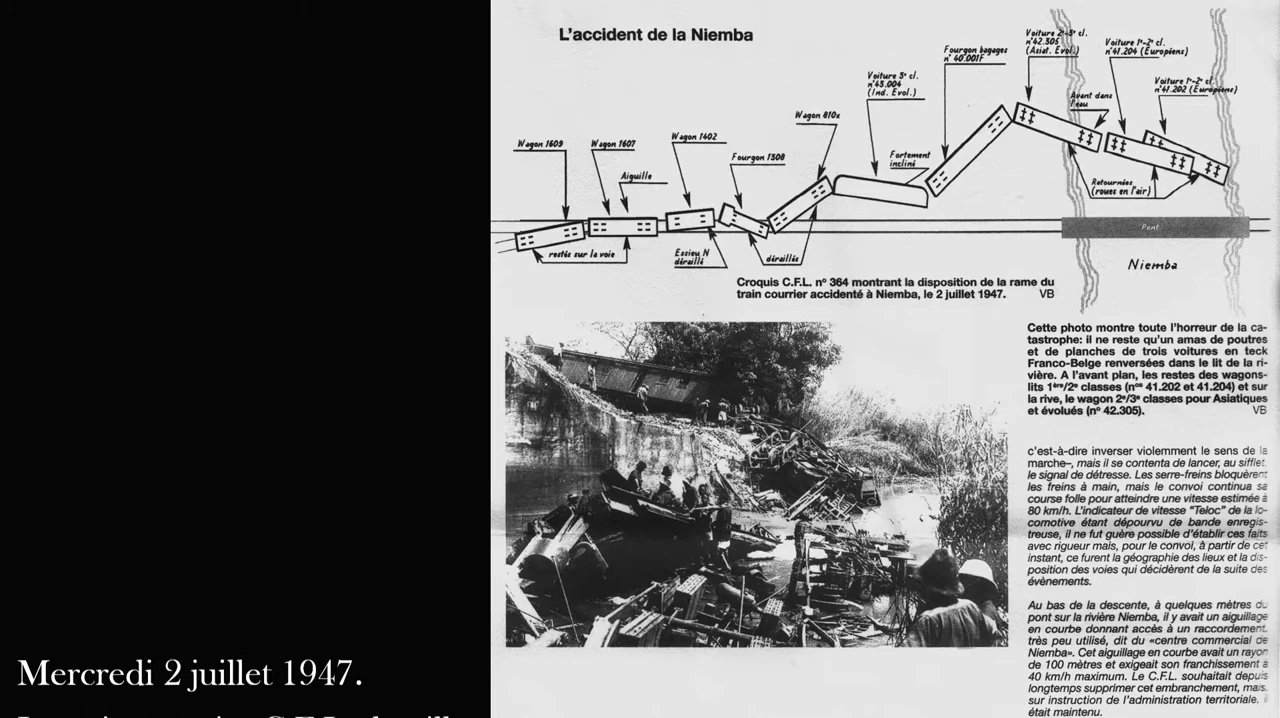 L'accident de la Niemba
Voiture 2e-3e cl.
n°42.305
(Asiat. Evol.)
Voiture 1e-2e cl.
n°41.204 (Européens)
Fourgon bagages
n° 40.001F
Voiture 3e cl.
n°43.004
(Ind. Evol.)
Voiture 1e-2e cl.
n°41.202 (Européens)
Avant dans
l'eau
Wagon 810x
Wagon 1402
Wagon 1609
Wagon 1607
Fourgon 1308
Fortement
incliné
Aiguille
Retournées
(roues en l'air)
Pont
restés sur la voie
Essieu N
déraillé
déraillés
Niemba
Croquis C.F.L. n° 364 montrant la disposition de la rame du
train courrier accidenté à Niemba, le 2 juillet 1947. VB
Cette photo montre toute l'horreur de la ca-
tastrophe: il ne reste qu'un amas de poutres
et de planches de trois voitures en teck
Franco-Belge renversées dans le lit de la ri-
vière. A l'avant plan, les restes des wagons-
lits 1ère/2e classes (nos 41.202 et 41.204) et sur
la rive, le wagon 2e/3e classes pour Asiatiques
et évolués (n° 42.305). VB
c'est-à-dire inverser violemment le sens de la
marche–, mais il se contenta de lancer, au sifflet,
le signal de détresse. Les serre-freins bloquèrent
les freins à main, mais le convoi continua sa
course folle pour atteindre une vitesse estimée à
80 km/h. L'indicateur de vitesse "Teloc" de la lo-
comotive étant dépourvu de bande enregis-
treuse, il ne fut guère possible d'établir ces faits
avec rigueur mais, pour le convoi, à partir de cet
instant, ce furent la géographie des lieux et la dis-
position des voies qui décidèrent de la suite des
évènements.
Au bas de la descente, à quelques mètres du
pont sur la rivière Niemba, il y avait un aiguillage
en courbe donnant accès à un raccordement
très peu utilisé, dit du «centre commercial de
Niemba». Cet aiguillage en courbe avait un rayon
de 100 mètres et exigeait son franchissement à
40 km/h maximum. Le C.F.L. souhaitait depuis
longtemps supprimer cet embranchement, mais,
sur instruction de l'administration territoriale, il
était maintenu.
Mercredi 2 juillet 1947.